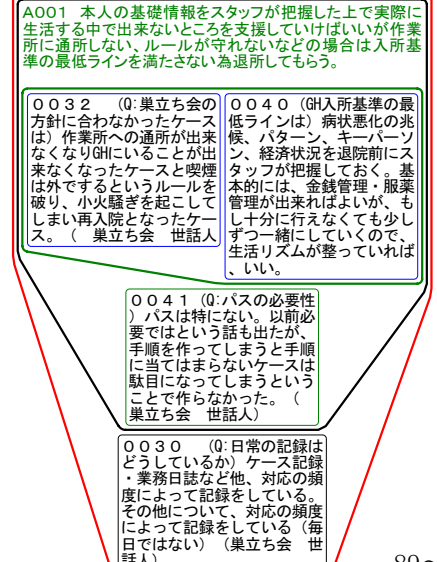 A001 本人の基礎情報をスタッフが把握した上で実際に
生活する中で出来ないところを支援していけばいいが作業
所に通所しない、ルールが守れないなどの場合は入所基
準の最低ラインを満たさない為退所してもらう。
0032 (Q:巣立ち会の
方針に合わなかったケース
は）作業所への通所が出来
なくなりGHにいることが出
来なくなったケースと喫煙
は外でするというルールを
破り、小火騒ぎを起こして
しまい再入院となったケー
ス。（ 巣立ち会 世話人
0040（GH入所基準の最
低ラインは）病状悪化の兆
候、パターン、キーパーソ
ン、経済状況を退院前にス
タッフが把握しておく。基
本的には、金銭管理・服薬
管理が出来ればよいが、も
し十分に行えなくても少し
ずつ一緒にしていくので、
生活リズムが整っていれば
、いい。
0041（Q:パスの必要性
）パスは特にない。以前必
要ではという話も出たが、
手順を作ってしまうと手順
に当てはまらないケースは
駄目になってしまうという
ことで作らなかった。（
巣立ち会 世話人）
0030 （Q:日常の記録は
どうしているか）ケース記録
・業務日誌など他、対応の頻
度によって記録をしている。
その他について、対応の頻度
によって記録をしている（毎
日ではない）（巣立ち会 世
話人）